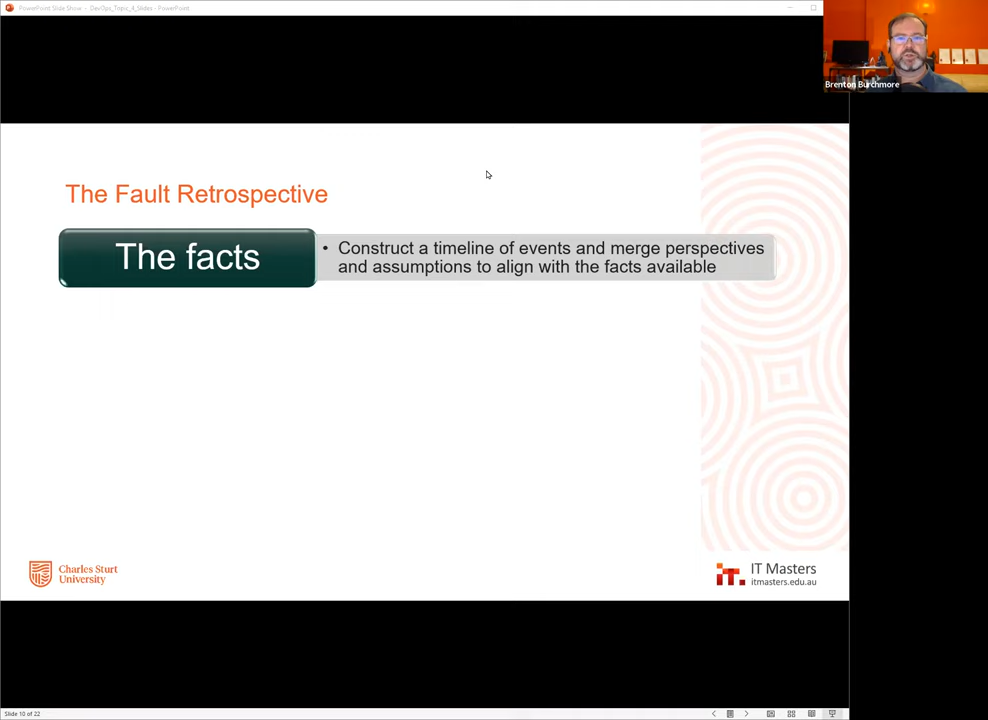 PowerPoint Slide Show - DevOps_Topic_4_Slides - PowerPoint
Brenton Burchmore
The Fault Retrospective
The facts
• Construct a timeline of events and merge perspectives
and assumptions to align with the facts available
Charles Sturt
University
IT Masters
itmasters.edu.au
Slide 10 of 22